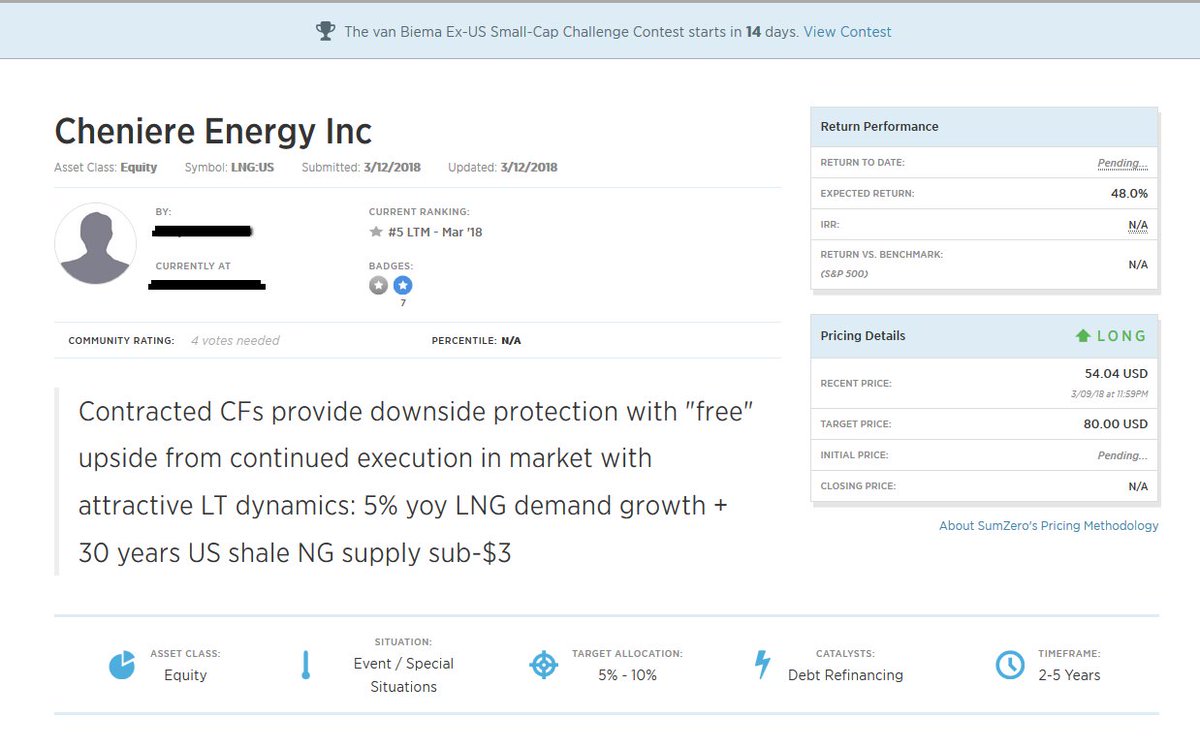 The van Biema Ex-US Small-Cap Challenge Contest starts in 14 days. View Contest
Cheniere Energy Inc
Asset Class: Equity Symbol: LNG:US Submitted: 3/12/2018 Updated: 3/12/2018
BY:
CURRENTLY AT
CURRENT RANKING:
#5 LTM - Mar '18
BADGES:
7
COMMUNITY RATING: 4 votes needed PERCENTILE: N/A
Contracted CFs provide downside protection with "free"
upside from continued execution in market with
attractive LT dynamics: 5% yoy LNG demand growth +
30 years US shale NG supply sub-$3
Return Performance
RETURN TO DATE: Pending...
EXPECTED RETURN: 48.0%
IRR: N/A
RETURN VS. BENCHMARK: N/A
(S&P 500)
Pricing Details LONG
RECENT PRICE: 54.04 USD
3/09/18 at 11:59PM
TARGET PRICE: 80.00 USD
INITIAL PRICE: Pending...
CLOSING PRICE: N/A
About SumZero's Pricing Methodology
ASSET CLASS:
Equity
SITUATION:
Event / Special
Situations
TARGET ALLOCATION:
5% - 10%
CATALYSTS:
Debt Refinancing
TIMEFRAME:
2-5 Years